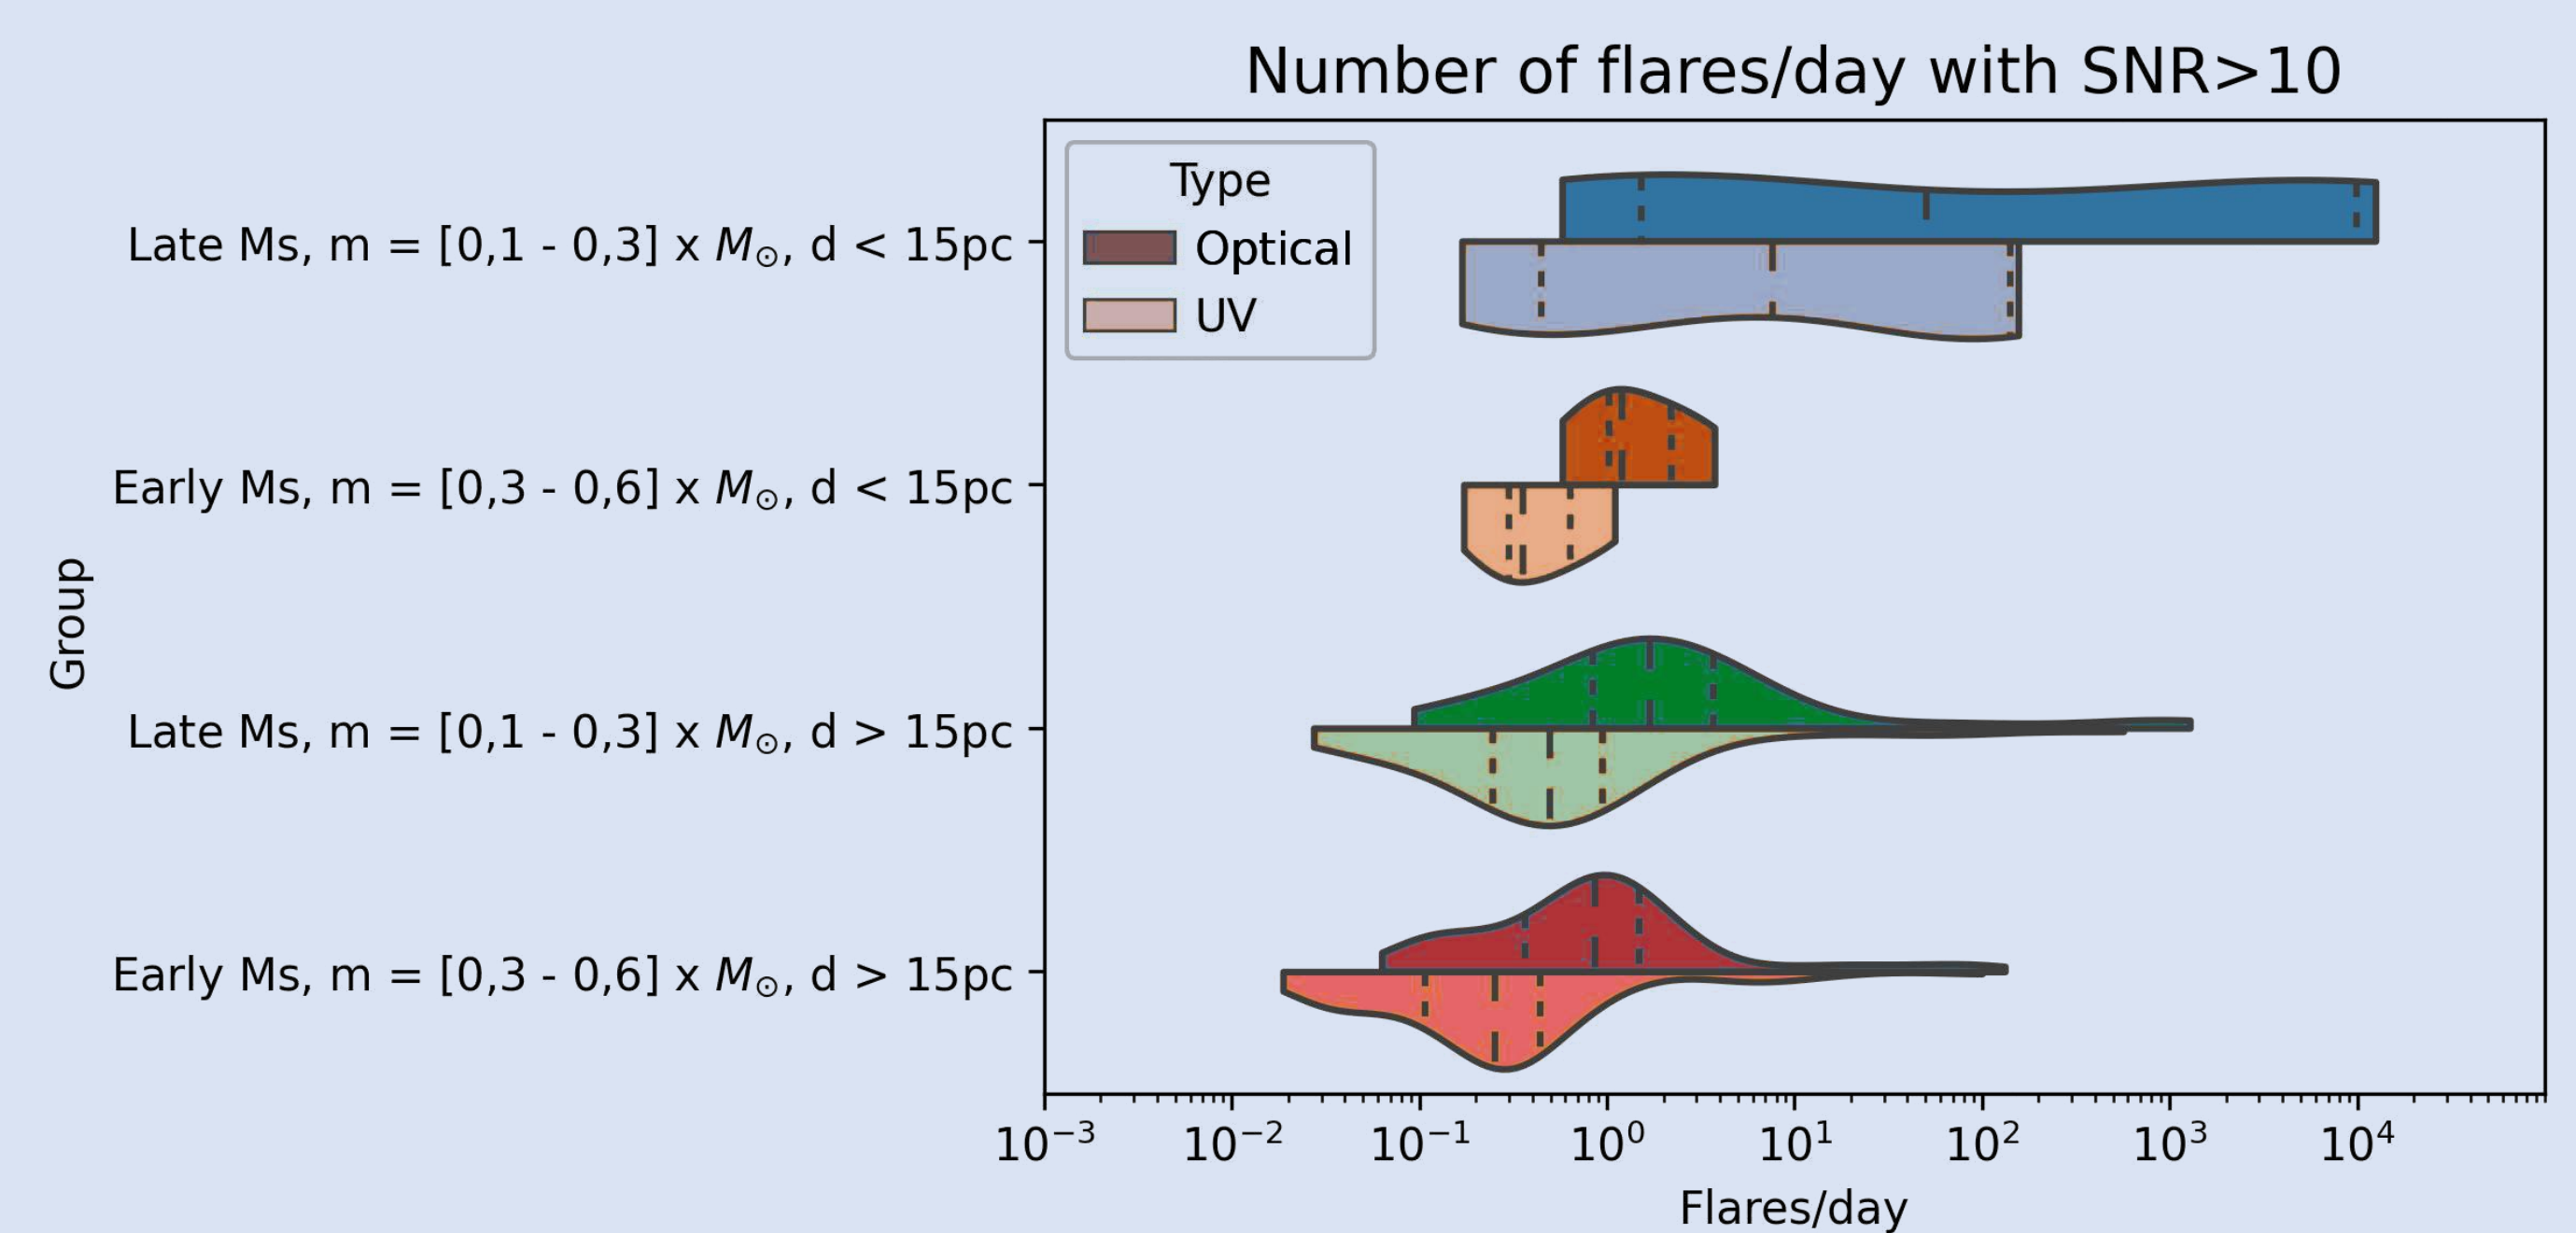 Number of flares/day with SNR>10
Type
Optical
UV
Late Ms, m = [0,1 - 0,3] x M☉, d < 15pc
Early Ms, m = [0,3 - 0,6] x M☉, d < 15pc
Late Ms, m = [0,1 - 0,3] x M☉, d > 15pc
Early Ms, m = [0,3 - 0,6] x M☉, d > 15pc
Group
10⁻³ 10⁻² 10⁻¹ 10⁰ 10¹ 10² 10³ 10⁴
Flares/day